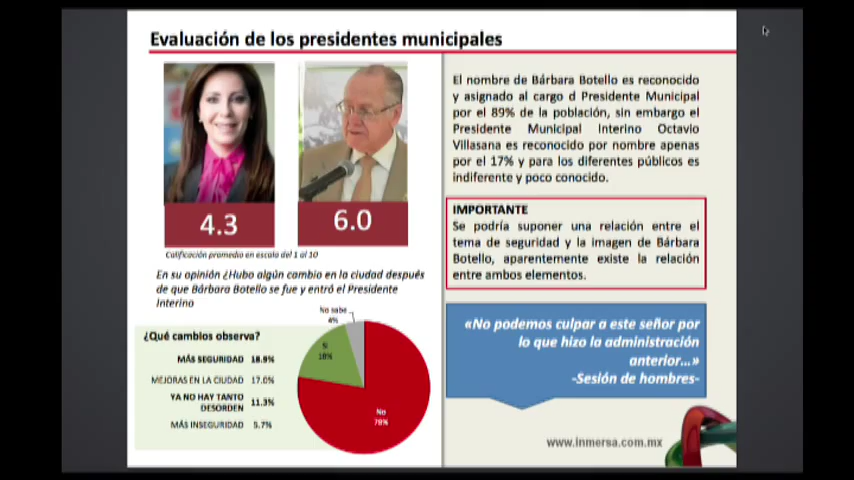 Evaluación de los presidentes municipales
4.3
6.0
Calificación promedio en escala del 1 al 10
En su opinión ¿Hubo algún cambio en la ciudad después
de que Bárbara Botello se fue y entró el Presidente
Interino
¿Qué cambios observa?
MÁS SEGURIDAD 18.9%
MEJORAS EN LA CIUDAD 17.0%
YA NO HAY TANTO
DESORDEN 11.3%
MÁS INSEGURIDAD 5.7%
No sabe
4%
Si
18%
No
78%
El nombre de Bárbara Botello es reconocido
y asignado al cargo d Presidente Municipal
por el 89% de la población, sin embargo el
Presidente Municipal Interino Octavio
Villasana es reconocido por nombre apenas
por el 17% y para los diferentes públicos es
indiferente y poco conocido.
IMPORTANTE
Se podría suponer una relación entre el
tema de seguridad y la imagen de Bárbara
Botello, aparentemente existe la relación
entre ambos elementos.
«No podemos culpar a este señor por
lo que hizo la administración
anterior...»
-Sesión de hombres-
www.inmersa.com.mx